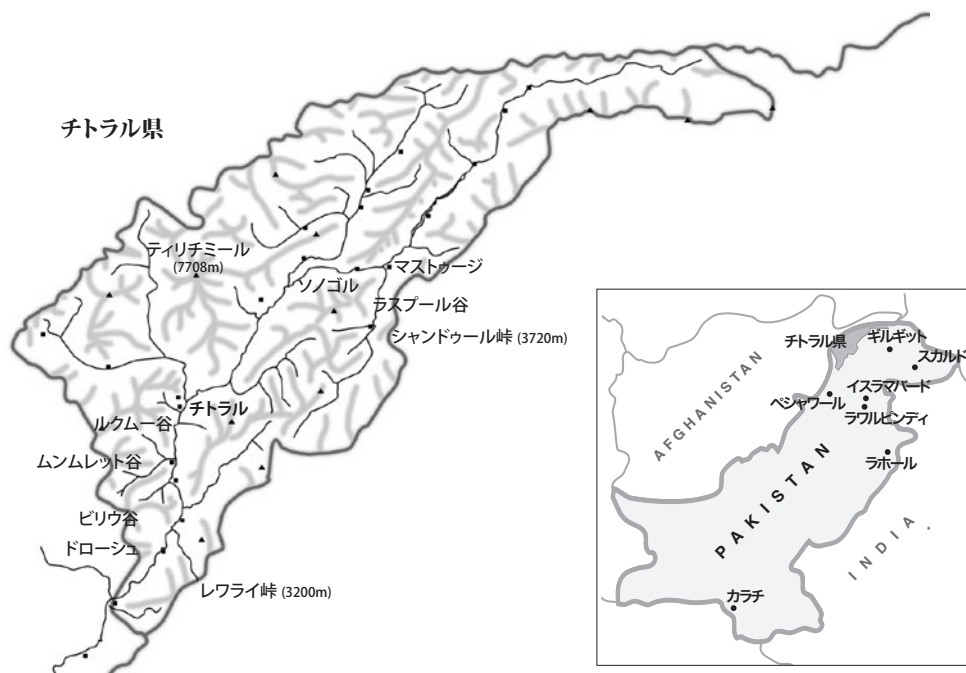 チトラル県
ティリチミール
(7708m)
ソノゴル
マストゥージ
ラスプール谷
シャンドゥール峠 (3720m)
チトラル
ルクムー谷
ムンムレット谷
ビリウ谷
ドローシュ
レワライ峠 (3200m)
チトラル県
ギルギット
スカルド
イスラマバード
ペシャワール
ラワルピンディ
ラホール
カラチ
AFGHANISTAN
PAKISTAN
INDIA